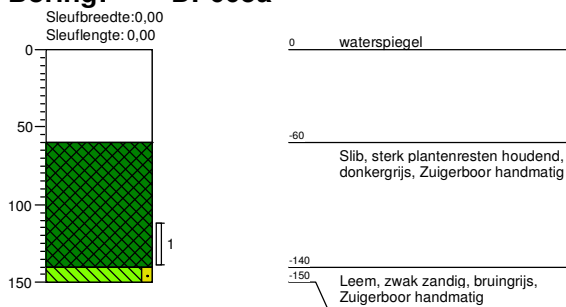 Sleufbreedte:0,00
Sleuflengte: 0,00
0
50
100
150
1
0
waterspiegel
-60
Slib, sterk plantenresten houdend,
donkergrijs, Zuigerboor handmatig
-140
-150
Leem, zwak zandig, bruingrijs,
Zuigerboor handmatig